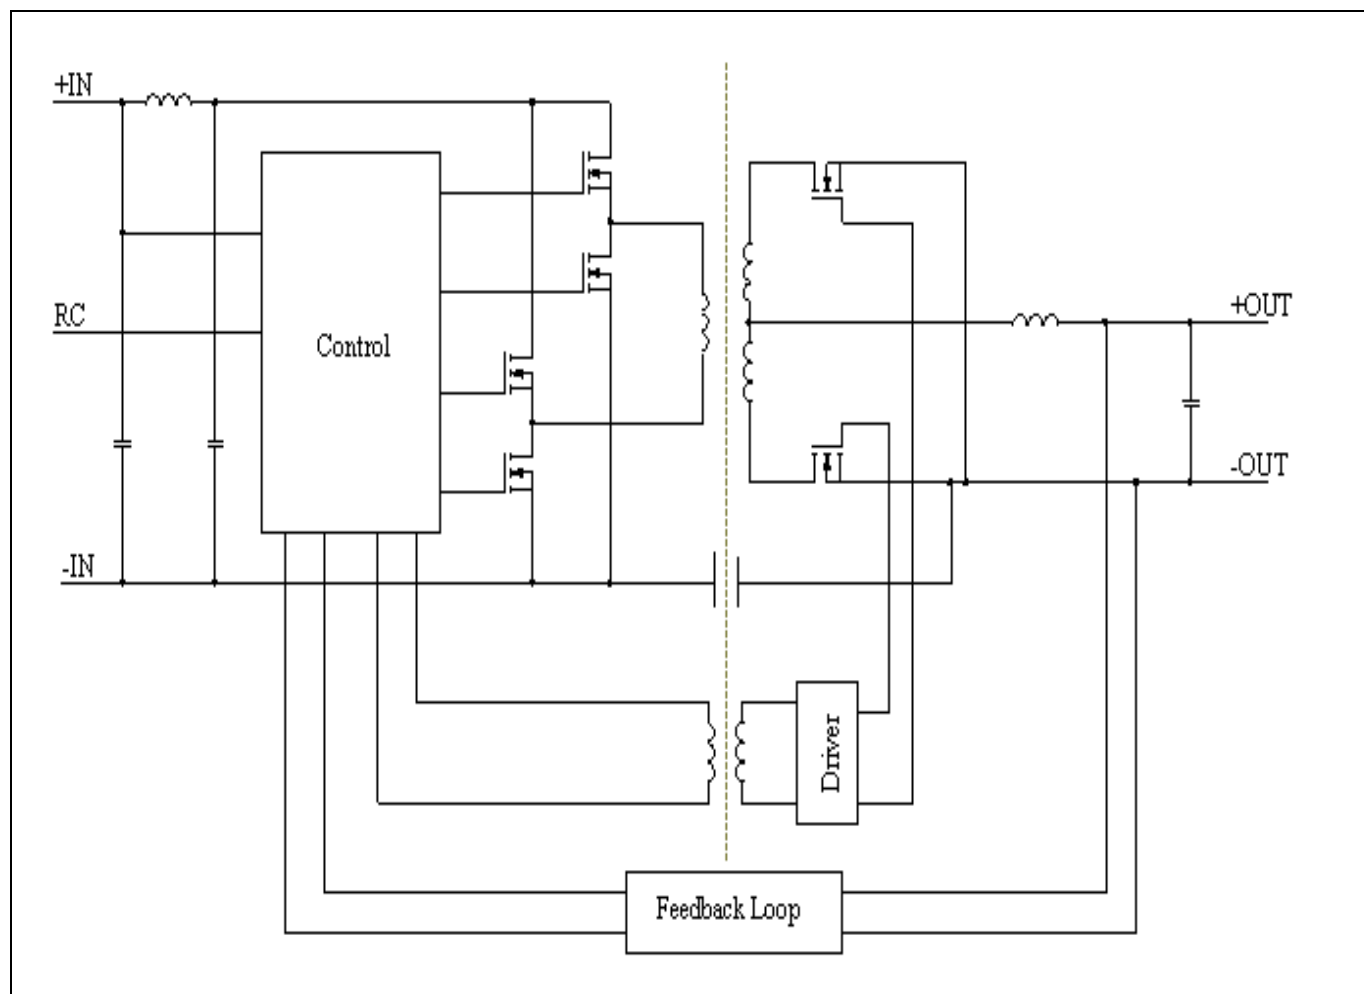 +IN
RC
Control
-IN
+OUT
-OUT
Driver
Feedback Loop